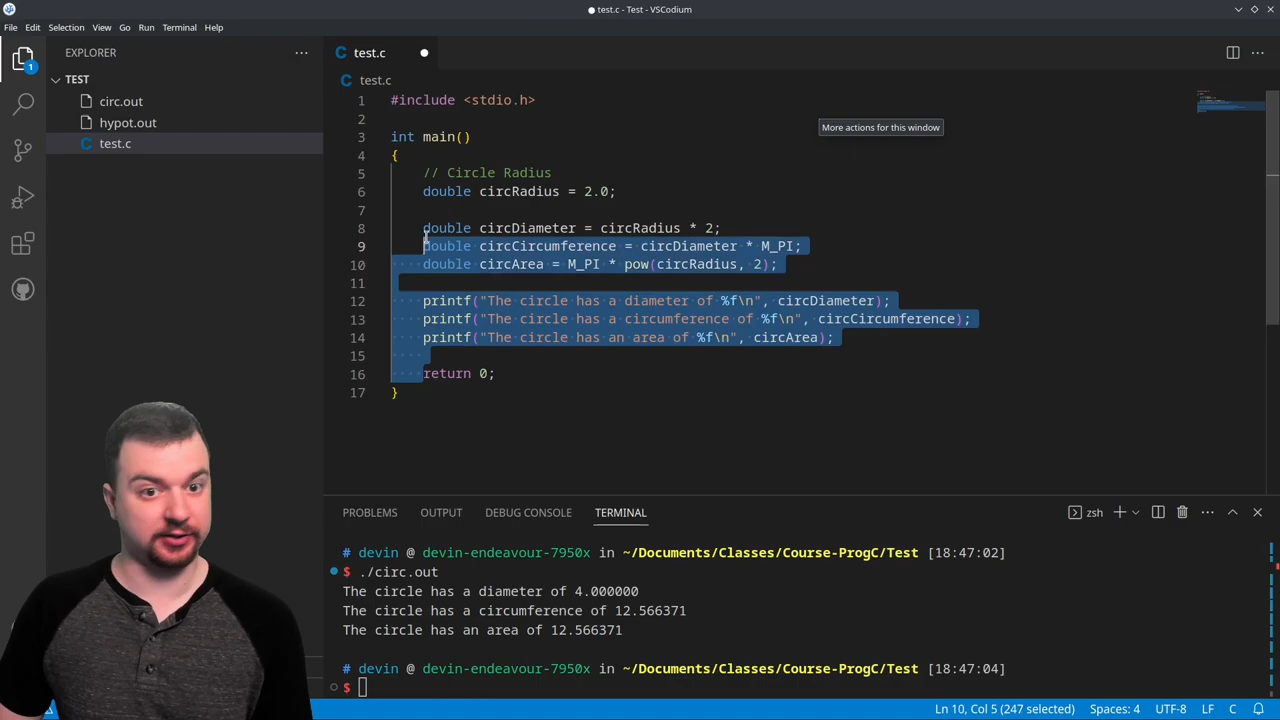 ● test.c - Test - VSCodium
File Edit Selection View Go Run Terminal Help
EXPLORER
TEST
circ.out
hypot.out
C test.c
1
C test.c
C test.c
1 #include <stdio.h>
2
3 int main()
4 {
5 // Circle Radius
6 double circRadius = 2.0;
7
8 double circDiameter = circRadius * 2;
9 double circCircumference = circDiameter * M_PI;
10 double circArea = M_PI * pow(circRadius, 2);
11
12 printf("The circle has a diameter of %f\n", circDiameter);
13 printf("The circle has a circumference of %f\n", circCircumference);
14 printf("The circle has an area of %f\n", circArea);
15
16 return 0;
17 }
More actions for this window
PROBLEMS OUTPUT DEBUG CONSOLE TERMINAL
zsh
# devin @ devin-endeavour-7950x in ~/Documents/Classes/Course-ProgC/Test [18:47:02]
$ ./circ.out
The circle has a diameter of 4.000000
The circle has a circumference of 12.566371
The circle has an area of 12.566371
# devin @ devin-endeavour-7950x in ~/Documents/Classes/Course-ProgC/Test [18:47:04]
$
Ln 10, Col 5 (247 selected) Spaces: 4 UTF-8 LF C